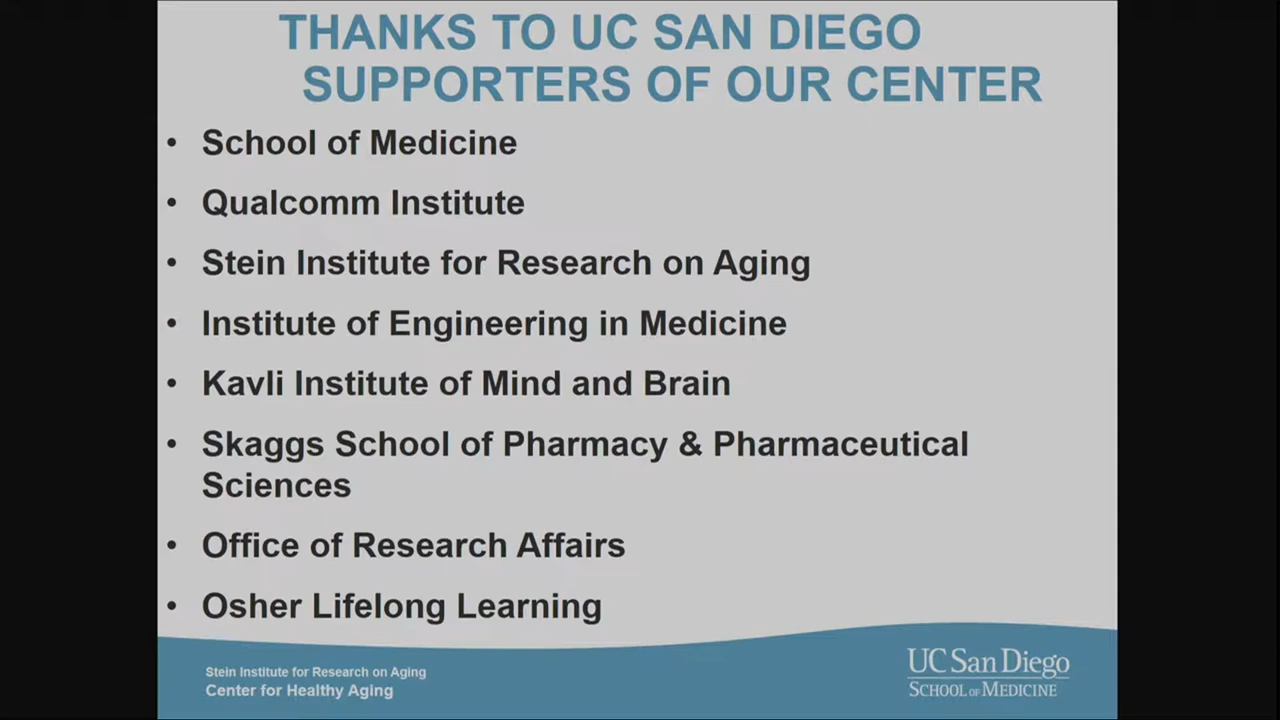 THANKS TO UC SAN DIEGO
SUPPORTERS OF OUR CENTER
• School of Medicine
• Qualcomm Institute
• Stein Institute for Research on Aging
• Institute of Engineering in Medicine
• Kavli Institute of Mind and Brain
• Skaggs School of Pharmacy & Pharmaceutical
Sciences
• Office of Research Affairs
• Osher Lifelong Learning
Stein Institute for Research on Aging
Center for Healthy Aging
UC San Diego
SCHOOL OF MEDICINE